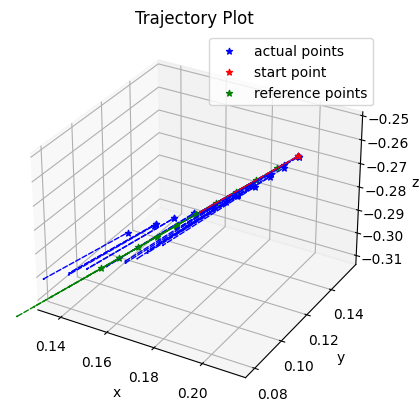 Trajectory Plot
actual points
start point
reference points
-0.25
-0.26
-0.27
-0.28
-0.29
-0.30
-0.31
z
0.14
0.16
0.18
0.20
x
0.08
0.10
0.12
0.14
y